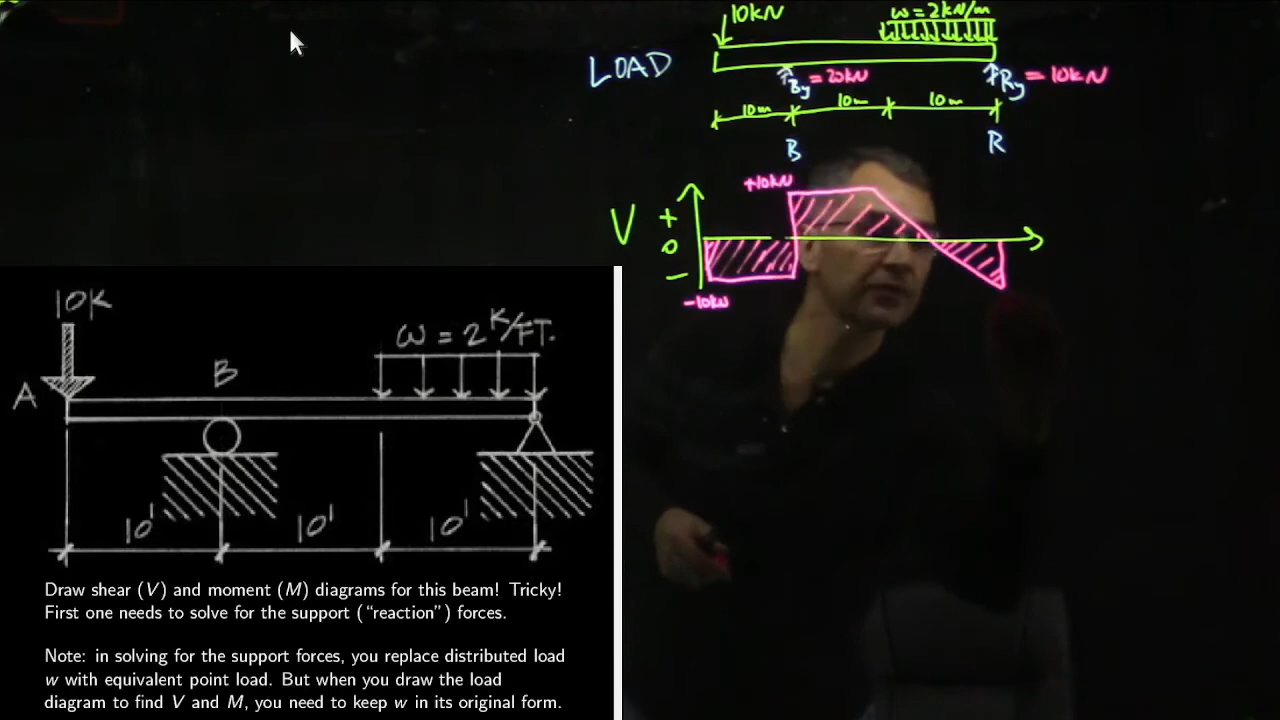 10K
ω = 2 K/FT.
A
B
10' 10' 10'
Draw shear (V) and moment (M) diagrams for this beam! Tricky!
First one needs to solve for the support (“reaction”) forces.
Note: in solving for the support forces, you replace distributed load
w with equivalent point load. But when you draw the load
diagram to find V and M, you need to keep w in its original form.
10kN
ω = 2kN/m
LOAD
By = 20kN
Ry = 10kN
10m 10m 10m
B R
+10kN
V
+
0
−
−10kN